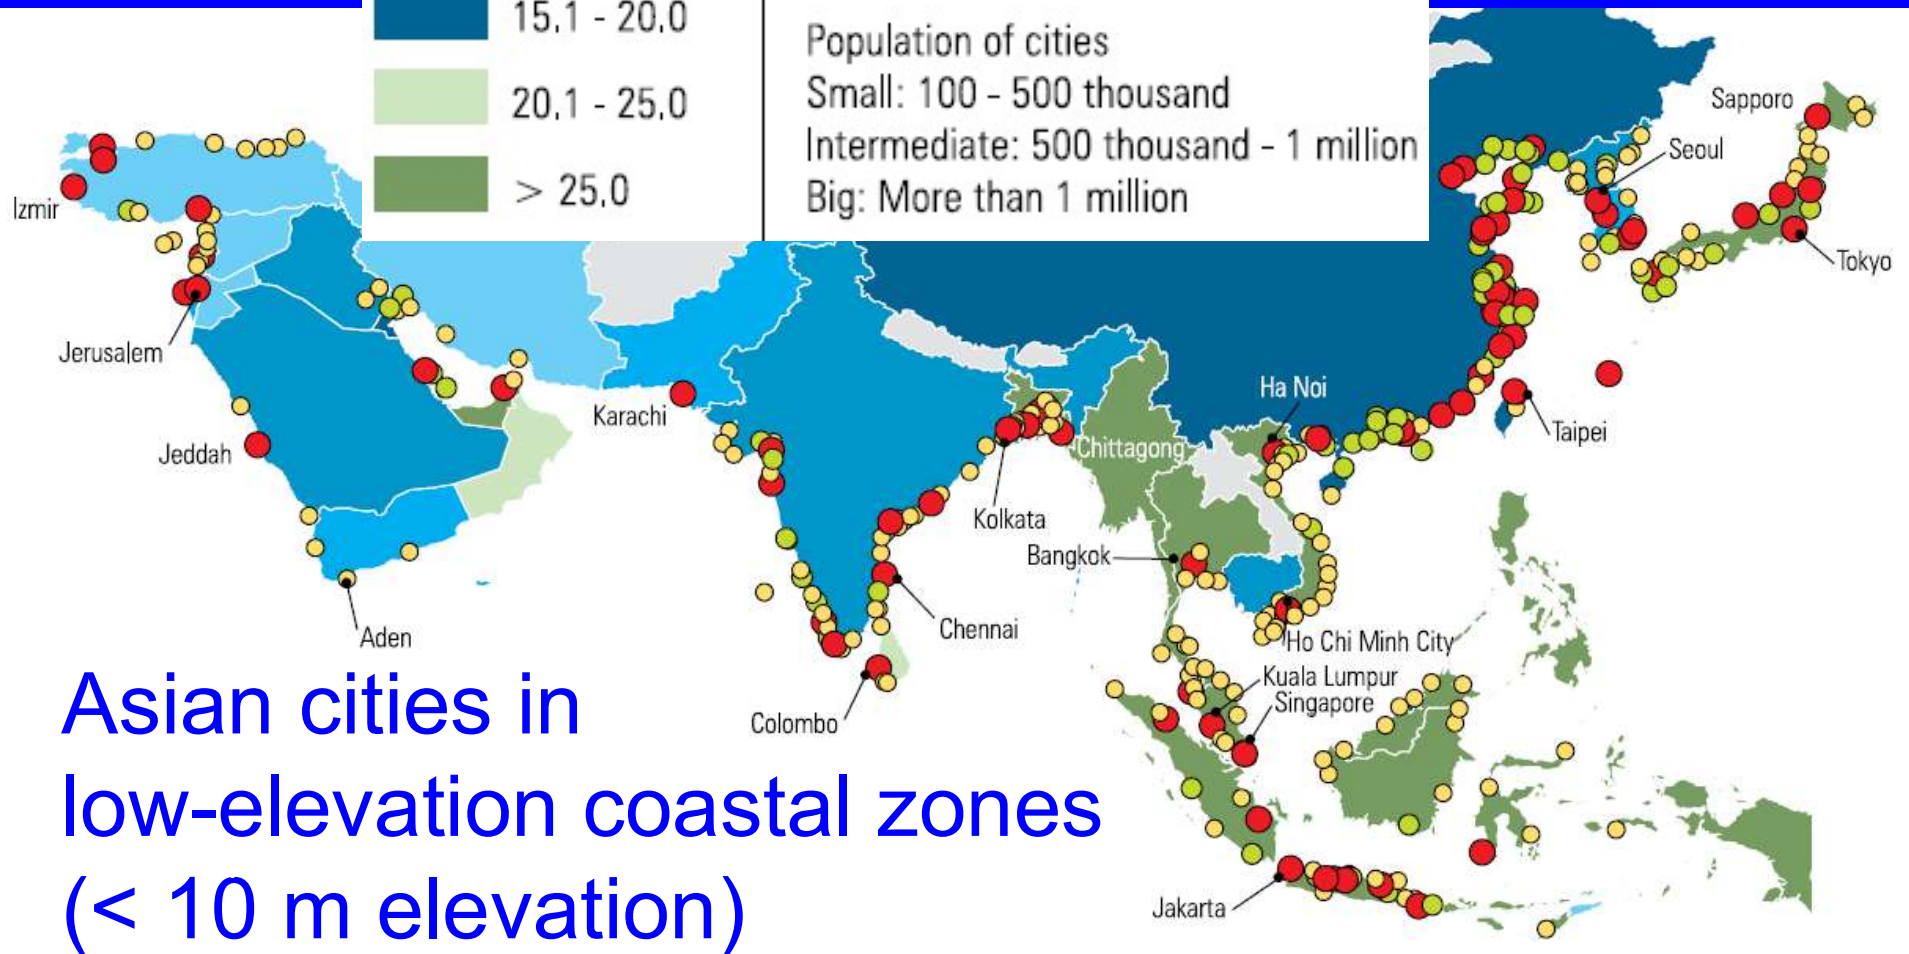 15,1 - 20,0
20,1 - 25,0
> 25,0
Population of cities
Small: 100 - 500 thousand
Intermediate: 500 thousand - 1 million
Big: More than 1 million
Sapporo
Seoul
Tokyo
Izmir
Jerusalem
Jeddah
Aden
Karachi
Kolkata
Chittagong
Ha Noi
Taipei
Bangkok
Chennai
Colombo
Ho Chi Minh City
Kuala Lumpur
Singapore
Jakarta
Asian cities in
low-elevation coastal zones
(< 10 m elevation)